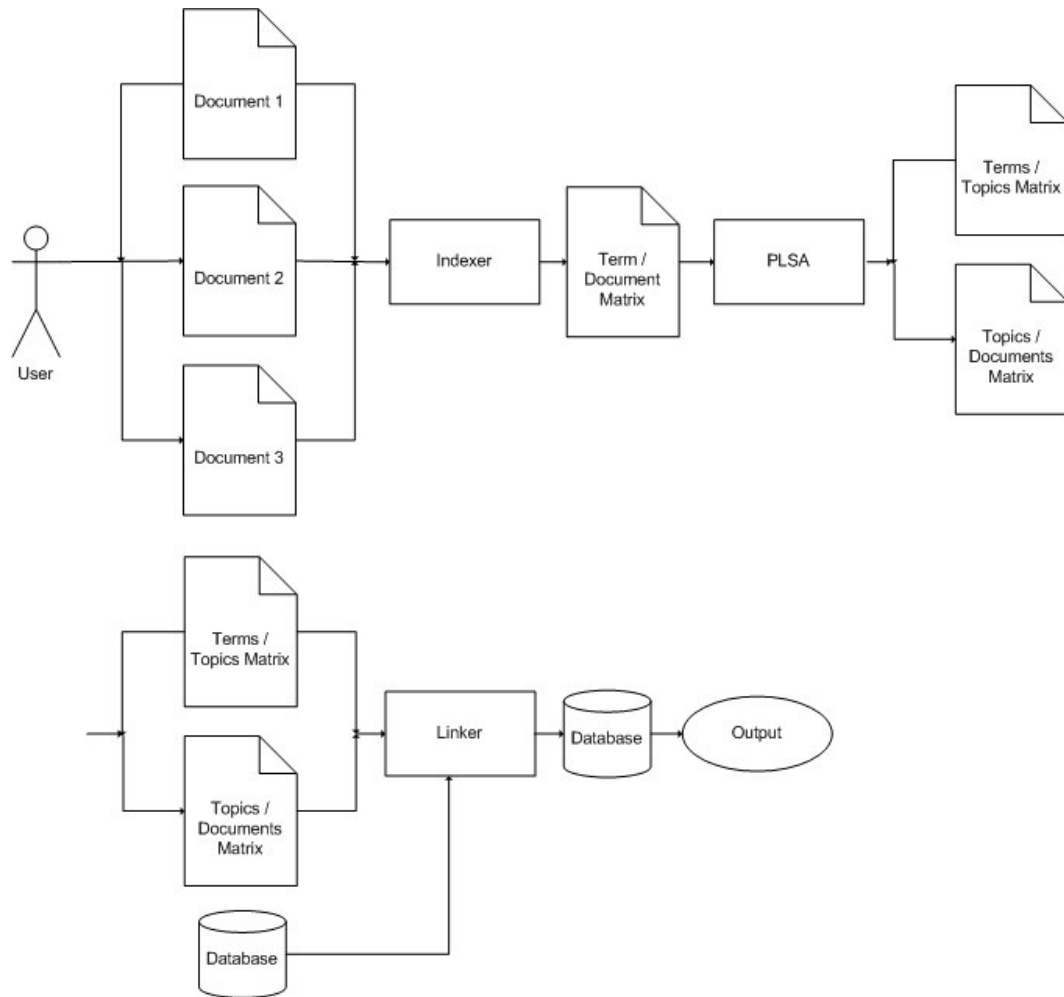 Document 1
Document 2
Document 3
User
Indexer
Term /
Document
Matrix
PLSA
Terms /
Topics Matrix
Topics /
Documents
Matrix
Terms /
Topics Matrix
Topics /
Documents
Matrix
Database
Linker
Database
Output